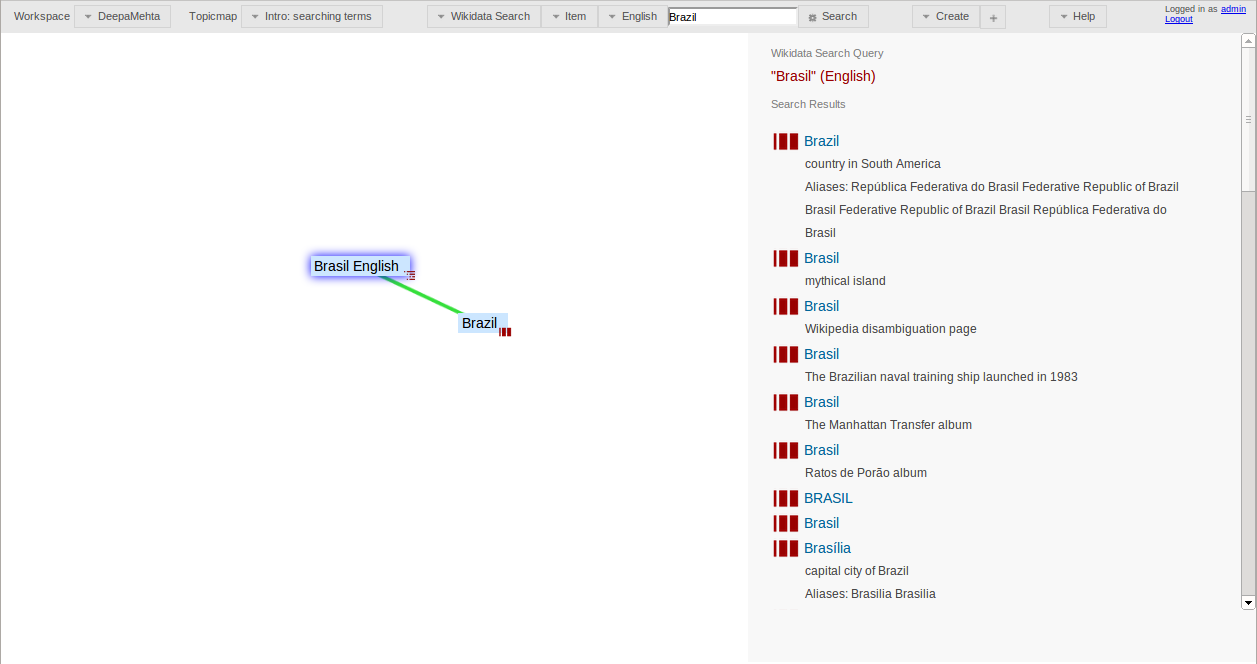 Workspace DeepaMehta Topicmap Intro: searching terms Wikidata Search Item English Brazil Search Create + Help Logged in as admin
Logout
Wikidata Search Query
"Brasil" (English)
Search Results
Brazil
country in South America
Aliases: República Federativa do Brasil Federative Republic of Brazil
Brasil Federative Republic of Brazil Brasil República Federativa do
Brasil
Brasil
mythical island
Brasil
Wikipedia disambiguation page
Brasil
The Brazilian naval training ship launched in 1983
Brasil
The Manhattan Transfer album
Brasil
Ratos de Porão album
BRASIL
Brasil
Brasília
capital city of Brazil
Aliases: Brasilia Brasilia
Brasil English
Brazil